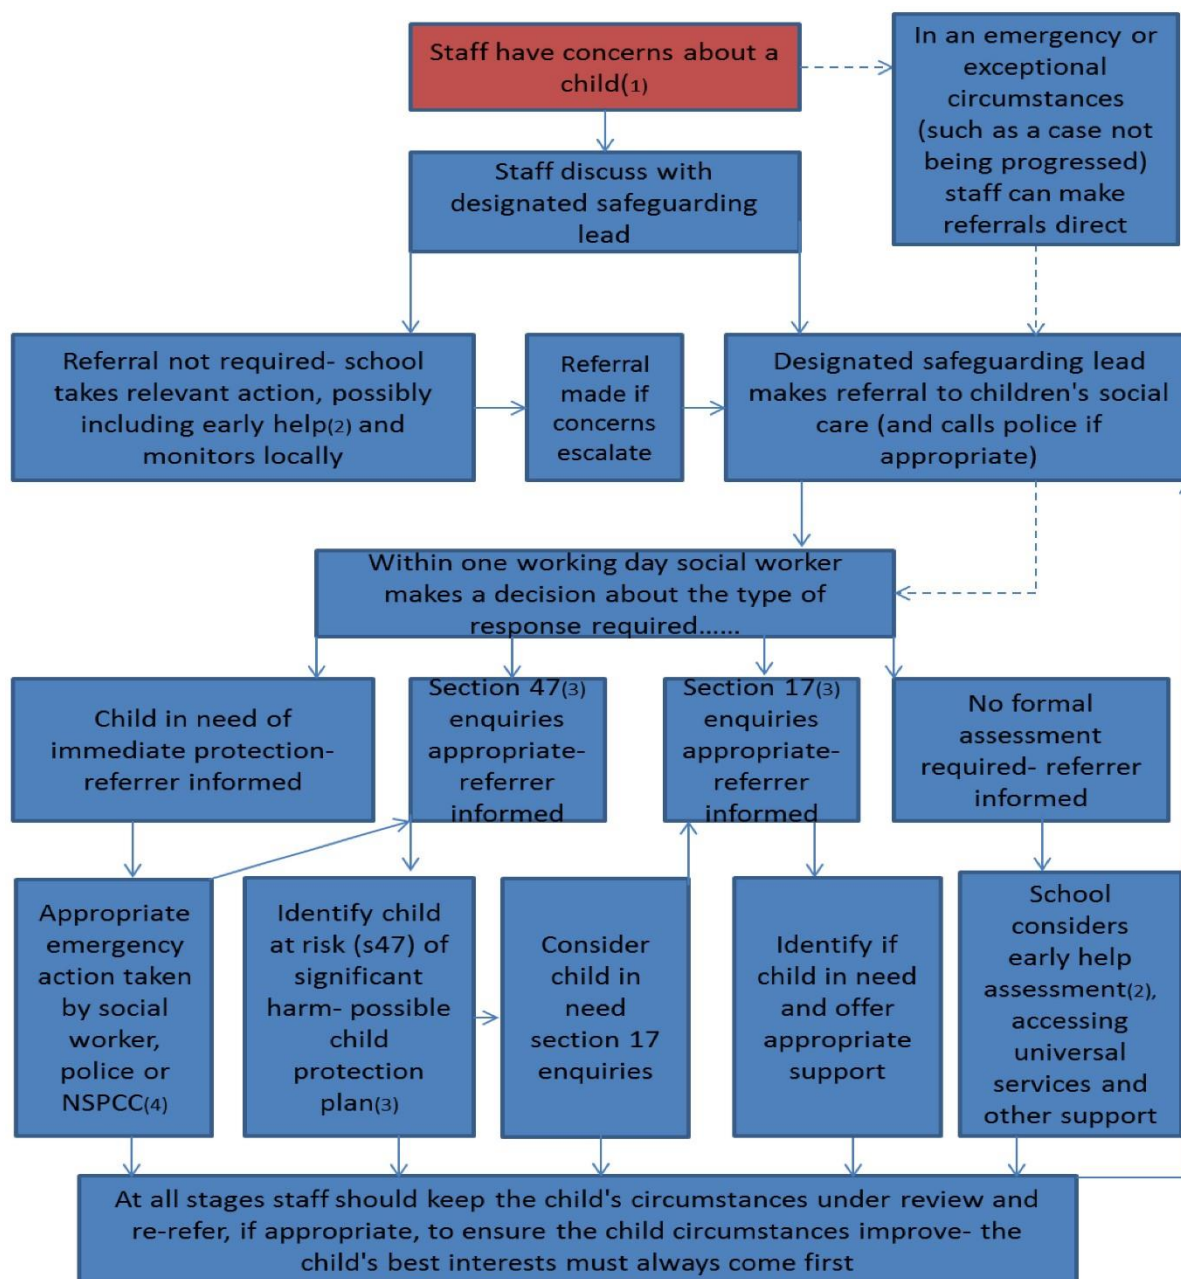 Staff have concerns about a
child(1)
In an emergency or
exceptional
circumstances
(such as a case not
being progressed)
staff can make
referrals direct
Staff discuss with
designated safeguarding
lead
Referral not required- school
takes relevant action, possibly
including early help(2) and
monitors locally
Referral
made if
concerns
escalate
Designated safeguarding lead
makes referral to children's social
care (and calls police if
appropriate)
Within one working day social worker
makes a decision about the type of
response required......
Child in need of
immediate protection-
referrer informed
Section 47(3)
enquiries
appropriate-
referrer
informed
Section 17(3)
enquiries
appropriate-
referrer
informed
No formal
assessment
required- referrer
informed
Appropriate
emergency
action taken
by social
worker,
police or
NSPCC(4)
Identify child
at risk (s47) of
significant
harm- possible
child
protection
plan(3)
Consider
child in
need
section 17
enquiries
Identify if
child in need
and offer
appropriate
support
School
considers
early help
assessment(2),
accessing
universal
services and
other support
At all stages staff should keep the child's circumstances under review and
re-refer, if appropriate, to ensure the child circumstances improve- the
child's best interests must always come first